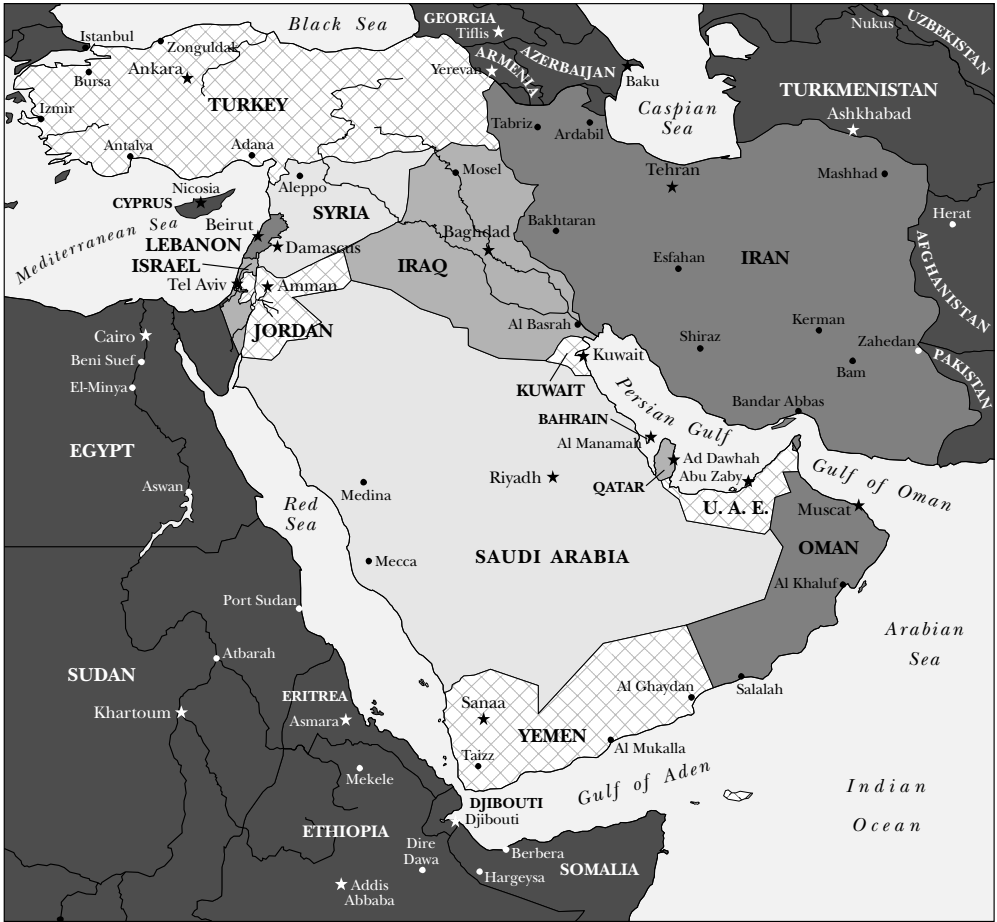 Black Sea
GEORGIA
Tiflis
Nukus
UZBEKISTAN
Istanbul
Zonguldak
Ankara
Bursa
TURKEY
Izmir
Antalya
Adana
Yerevan
ARMENIA
AZERBAIJAN
Baku
Caspian
Sea
TURKMENISTAN
Ashkhabad
Tabriz
Ardabil
Tehran
Mashhad
Herat
AFGHANISTAN
Nicosia
CYPRUS
Mediterranean Sea
Aleppo
SYRIA
Mosel
Beirut
LEBANON
Damascus
ISRAEL
Tel Aviv
Amman
JORDAN
Baghdad
IRAQ
Bakhtaran
Esfahan
IRAN
Al Basrah
Shiraz
Kerman
Zahedan
Bam
PAKISTAN
Bandar Abbas
Cairo
Beni Suef
El-Minya
EGYPT
Aswan
Kuwait
KUWAIT
Persian Gulf
BAHRAIN
Al Manamah
Ad Dawhah
Abu Zaby
QATAR
U. A. E.
Gulf of Oman
Muscat
OMAN
Al Khaluf
Salalah
Riyadh
Medina
Red
Sea
SAUDI ARABIA
Mecca
Port Sudan
Atbarah
SUDAN
Khartoum
ERITREA
Asmara
Sanaa
YEMEN
Taizz
Al Ghaydan
Al Mukalla
Arabian
Sea
Mekele
Gulf of Aden
DJIBOUTI
Djibouti
ETHIOPIA
Dire
Dawa
Berbera
Hargeysa
SOMALIA
Addis
Abbaba
Indian
Ocean